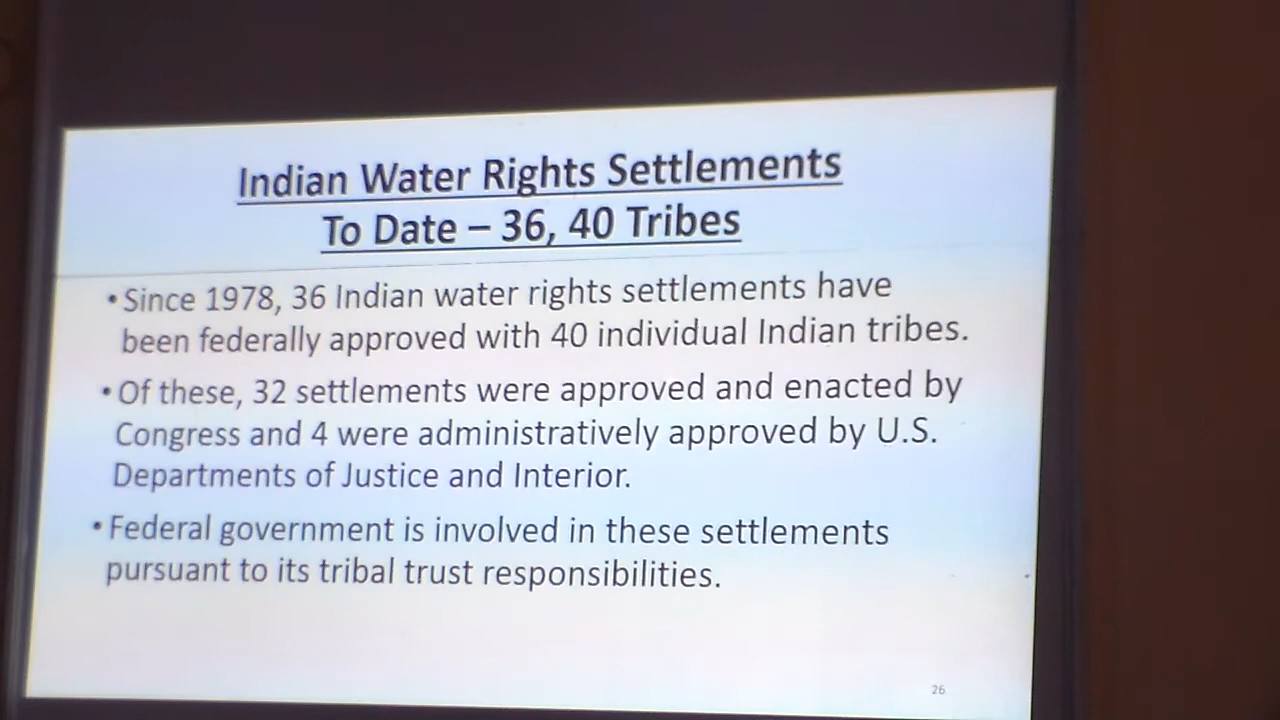 Indian Water Rights Settlements
To Date – 36, 40 Tribes
•Since 1978, 36 Indian water rights settlements have
been federally approved with 40 individual Indian tribes.
•Of these, 32 settlements were approved and enacted by
Congress and 4 were administratively approved by U.S.
Departments of Justice and Interior.
•Federal government is involved in these settlements
pursuant to its tribal trust responsibilities.
26